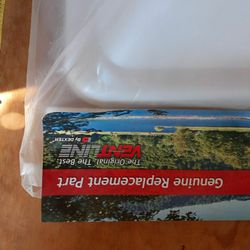 VENTLINE
By DEXTER
The Original, The Best.
Genuine Replacement Part